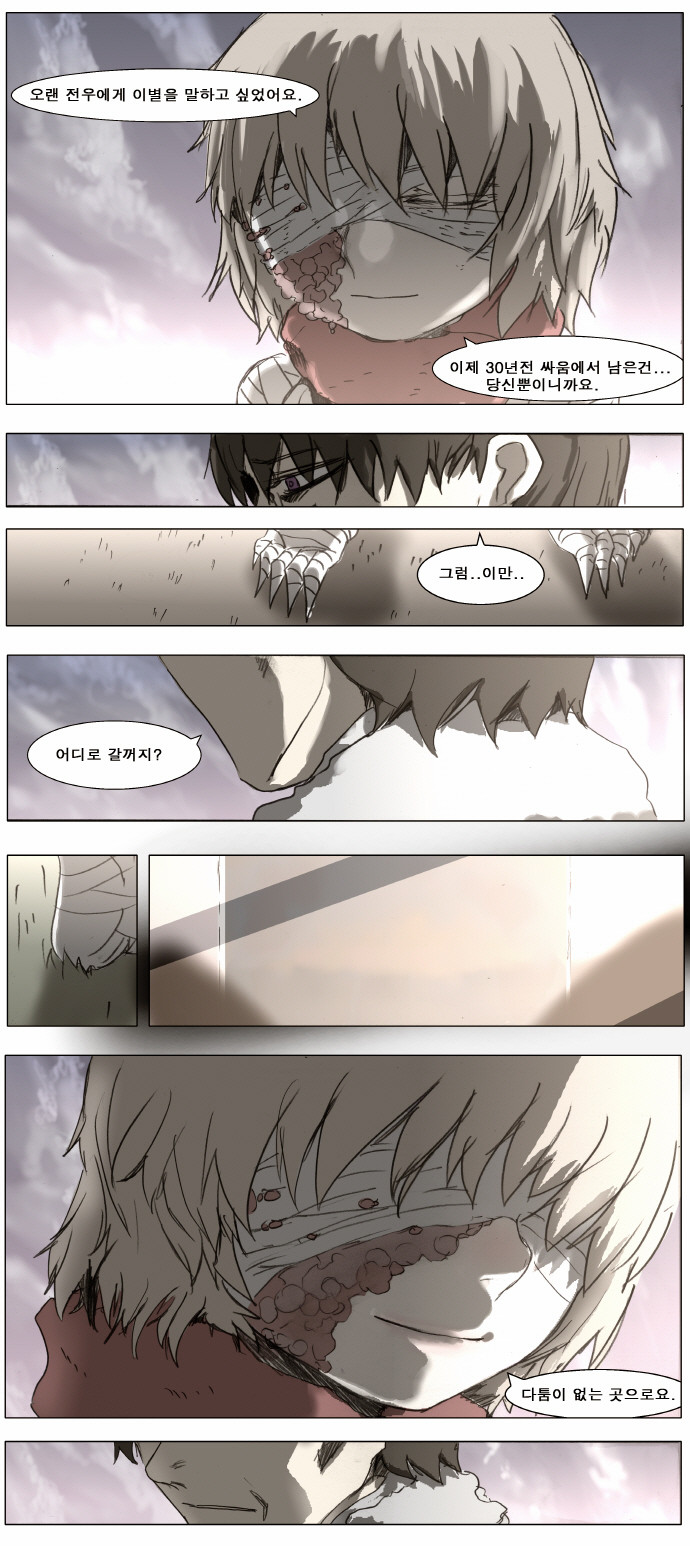 오랜 전우에게 이별을 말하고 싶었어요.
이제 30년전 싸움에서 남은건...
당신뿐이니까요.
그럼..이만..
어디로 갈꺼지?
다툼이 없는 곳으로요.